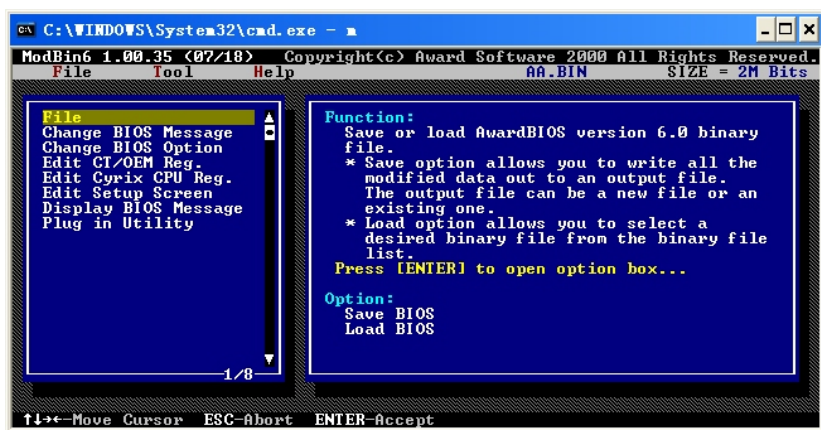 C:\WINDOWS\System32\cmd.exe - m
ModBin6 1.00.35 (07/18) Copyright(c) Award Software 2000 All Rights Reserved.
File Tool Help AA.BIN SIZE = 2M Bits
File
Change BIOS Message
Change BIOS Option
Edit CT/OEM Reg.
Edit Cyrix CPU Reg.
Edit Setup Screen
Display BIOS Message
Plug in Utility
1/8
Function:
Save or load AwardBIOS version 6.0 binary
file.
* Save option allows you to write all the
modified data out to an output file.
The output file can be a new file or an
existing one.
* Load option allows you to select a
desired binary file from the binary file
list.
Press [ENTER] to open option box...
Option:
Save BIOS
Load BIOS
↑↓→←-Move Cursor ESC-Abort ENTER-Accept